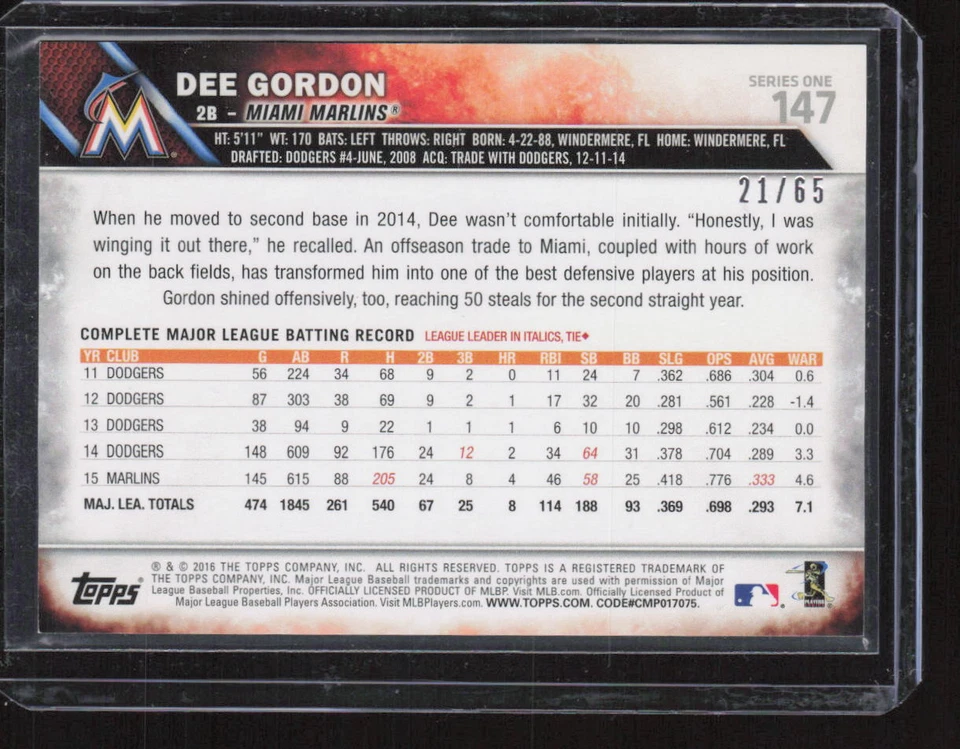 DEE GORDON
2B - MIAMI MARLINS®
SERIES ONE
147
HT: 5'11" WT: 170 BATS: LEFT THROWS: RIGHT BORN: 4-22-88, WINDERMERE, FL HOME: WINDERMERE, FL
DRAFTED: DODGERS #4-JUNE, 2008 ACQ: TRADE WITH DODGERS, 12-11-14
21/65
When he moved to second base in 2014, Dee wasn't comfortable initially. "Honestly, I was
winging it out there," he recalled. An offseason trade to Miami, coupled with hours of work
on the back fields, has transformed him into one of the best defensive players at his position.
Gordon shined offensively, too, reaching 50 steals for the second straight year.
COMPLETE MAJOR LEAGUE BATTING RECORD LEAGUE LEADER IN ITALICS, TIE♦
YR CLUB G AB R H 2B 3B HR RBI SB BB SLG OPS AVG WAR
11 DODGERS 56 224 34 68 9 2 0 11 24 7 .362 .686 .304 0.6
12 DODGERS 87 303 38 69 9 2 1 17 32 20 .281 .561 .228 -1.4
13 DODGERS 38 94 9 22 1 1 1 6 10 10 .298 .612 .234 0.0
14 DODGERS 148 609 92 176 24 12 2 34 64 31 .378 .704 .289 3.3
15 MARLINS 145 615 88 205 24 8 4 46 58 25 .418 .776 .333 4.6
MAJ. LEA. TOTALS 474 1845 261 540 67 25 8 114 188 93 .369 .698 .293 7.1
Topps®
® & © 2016 THE TOPPS COMPANY, INC. ALL RIGHTS RESERVED. TOPPS IS A REGISTERED TRADEMARK OF
THE TOPPS COMPANY, INC. Major League Baseball trademarks and copyrights are used with permission of Major
League Baseball Properties, Inc. OFFICIALLY LICENSED PRODUCT OF MLBP. Visit MLB.com. Officially Licensed Product of
Major League Baseball Players Association. Visit MLBPlayers.com. WWW.TOPPS.COM. CODE#CMP017075.